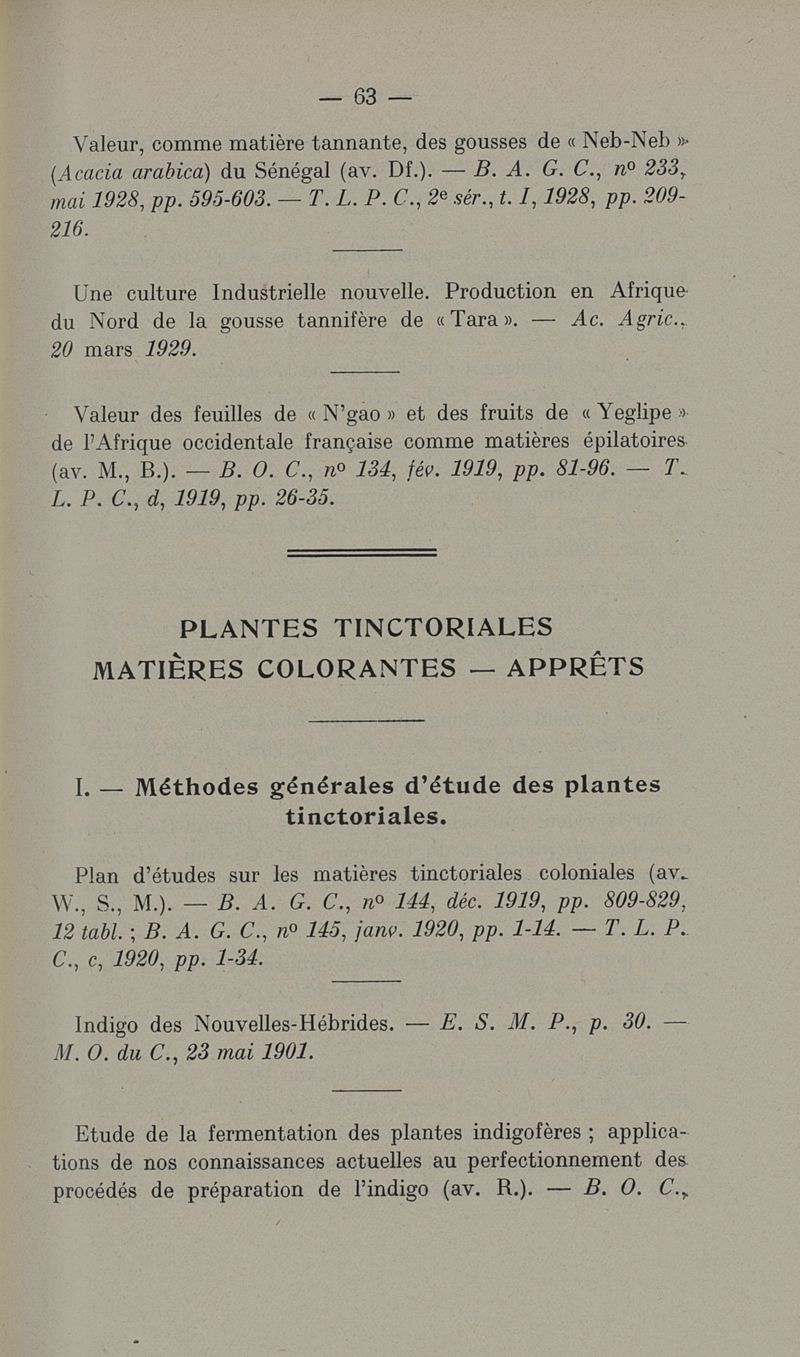 — 63 —
Valeur, comme matière tannante, des gousses de « Neb-Neb »
(Acacia arabica) du Sénégal (av. Df.). — B. A. G. C., nº 233,
mai 1928, pp. 595-603. — T. L. P. C., 2e sér., t. I, 1928, pp. 209-
216.
Une culture Industrielle nouvelle. Production en Afrique
du Nord de la gousse tannifère de « Tara ». — Ac. Agric.,
20 mars 1929.
Valeur des feuilles de « N'gao » et des fruits de « Yeglipe »
de l'Afrique occidentale française comme matières épilatoires
(av. M., B.). — B. O. C., nº 134, fév. 1919, pp. 81-96. — T.
L. P. C., d, 1919, pp. 26-35.
PLANTES TINCTORIALES
MATIÈRES COLORANTES — APPRÊTS
I. — Méthodes générales d'étude des plantes
tinctoriales.
Plan d'études sur les matières tinctoriales coloniales (av.
W., S., M.). — B. A. G. C., nº 144, déc. 1919, pp. 809-829,
12 tabl. ; B. A. G. C., nº 145, janv. 1920, pp. 1-14. — T. L. P.
C., c, 1920, pp. 1-34.
Indigo des Nouvelles-Hébrides. — E. S. M. P., p. 30. —
M. O. du C., 23 mai 1901.
Etude de la fermentation des plantes indigofères ; applica-
tions de nos connaissances actuelles au perfectionnement des
procédés de préparation de l'indigo (av. R.). — B. O. C.,